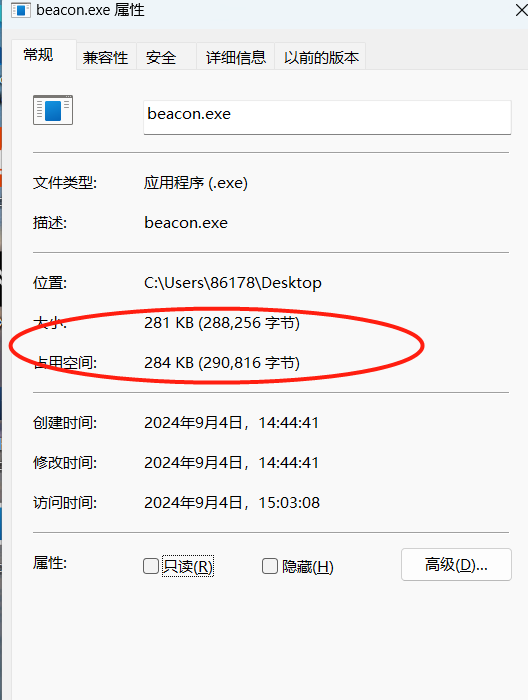 beacon.exe 属性
常规 兼容性 安全 详细信息 以前的版本
beacon.exe
文件类型: 应用程序 (.exe)
描述: beacon.exe
位置: C:\Users\86178\Desktop
大小: 281 KB (288,256 字节)
占用空间: 284 KB (290,816 字节)
创建时间: 2024年9月4日，14:44:41
修改时间: 2024年9月4日，14:44:41
访问时间: 2024年9月4日，15:03:08
属性: 只读(R) 隐藏(H) 高级(D)...